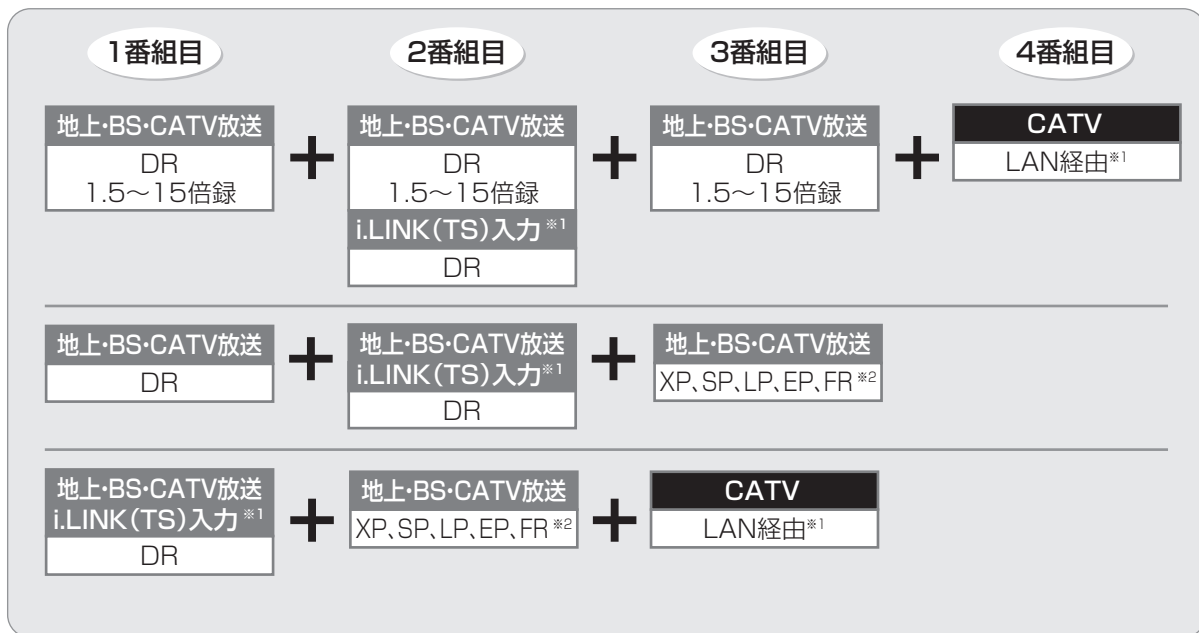 1番組目
2番組目
3番組目
4番組目
地上・BS・CATV放送
DR
1.5～15倍録
+
地上・BS・CATV放送
DR
1.5～15倍録
i.LINK(TS)入力※1
DR
+
地上・BS・CATV放送
DR
1.5～15倍録
+
CATV
LAN経由※1
地上・BS・CATV放送
DR
+
地上・BS・CATV放送
i.LINK(TS)入力※1
DR
+
地上・BS・CATV放送
XP、SP、LP、EP、FR※2
地上・BS・CATV放送
i.LINK(TS)入力※1
DR
+
地上・BS・CATV放送
XP、SP、LP、EP、FR※2
+
CATV
LAN経由※1